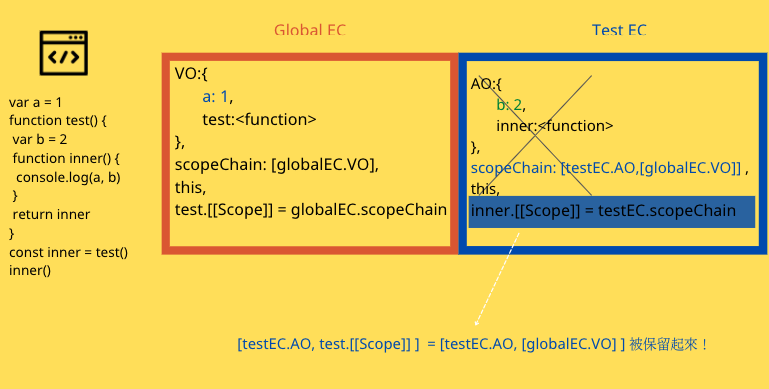 Global EC
Test EC
var a = 1
function test() {
var b = 2
function inner() {
console.log(a, b)
}
return inner
}
const inner = test()
inner()
VO:{
a: 1,
test:<function>
},
scopeChain: [globalEC.VO],
this,
test.[[Scope]] = globalEC.scopeChain
AO:{
b: 2,
inner:<function>
},
scopeChain: [testEC.AO,[globalEC.VO]] ,
this,
inner.[[Scope]] = testEC.scopeChain
[testEC.AO, test.[[Scope]] ] = [testEC.AO, [globalEC.VO] ] 被保留起來！